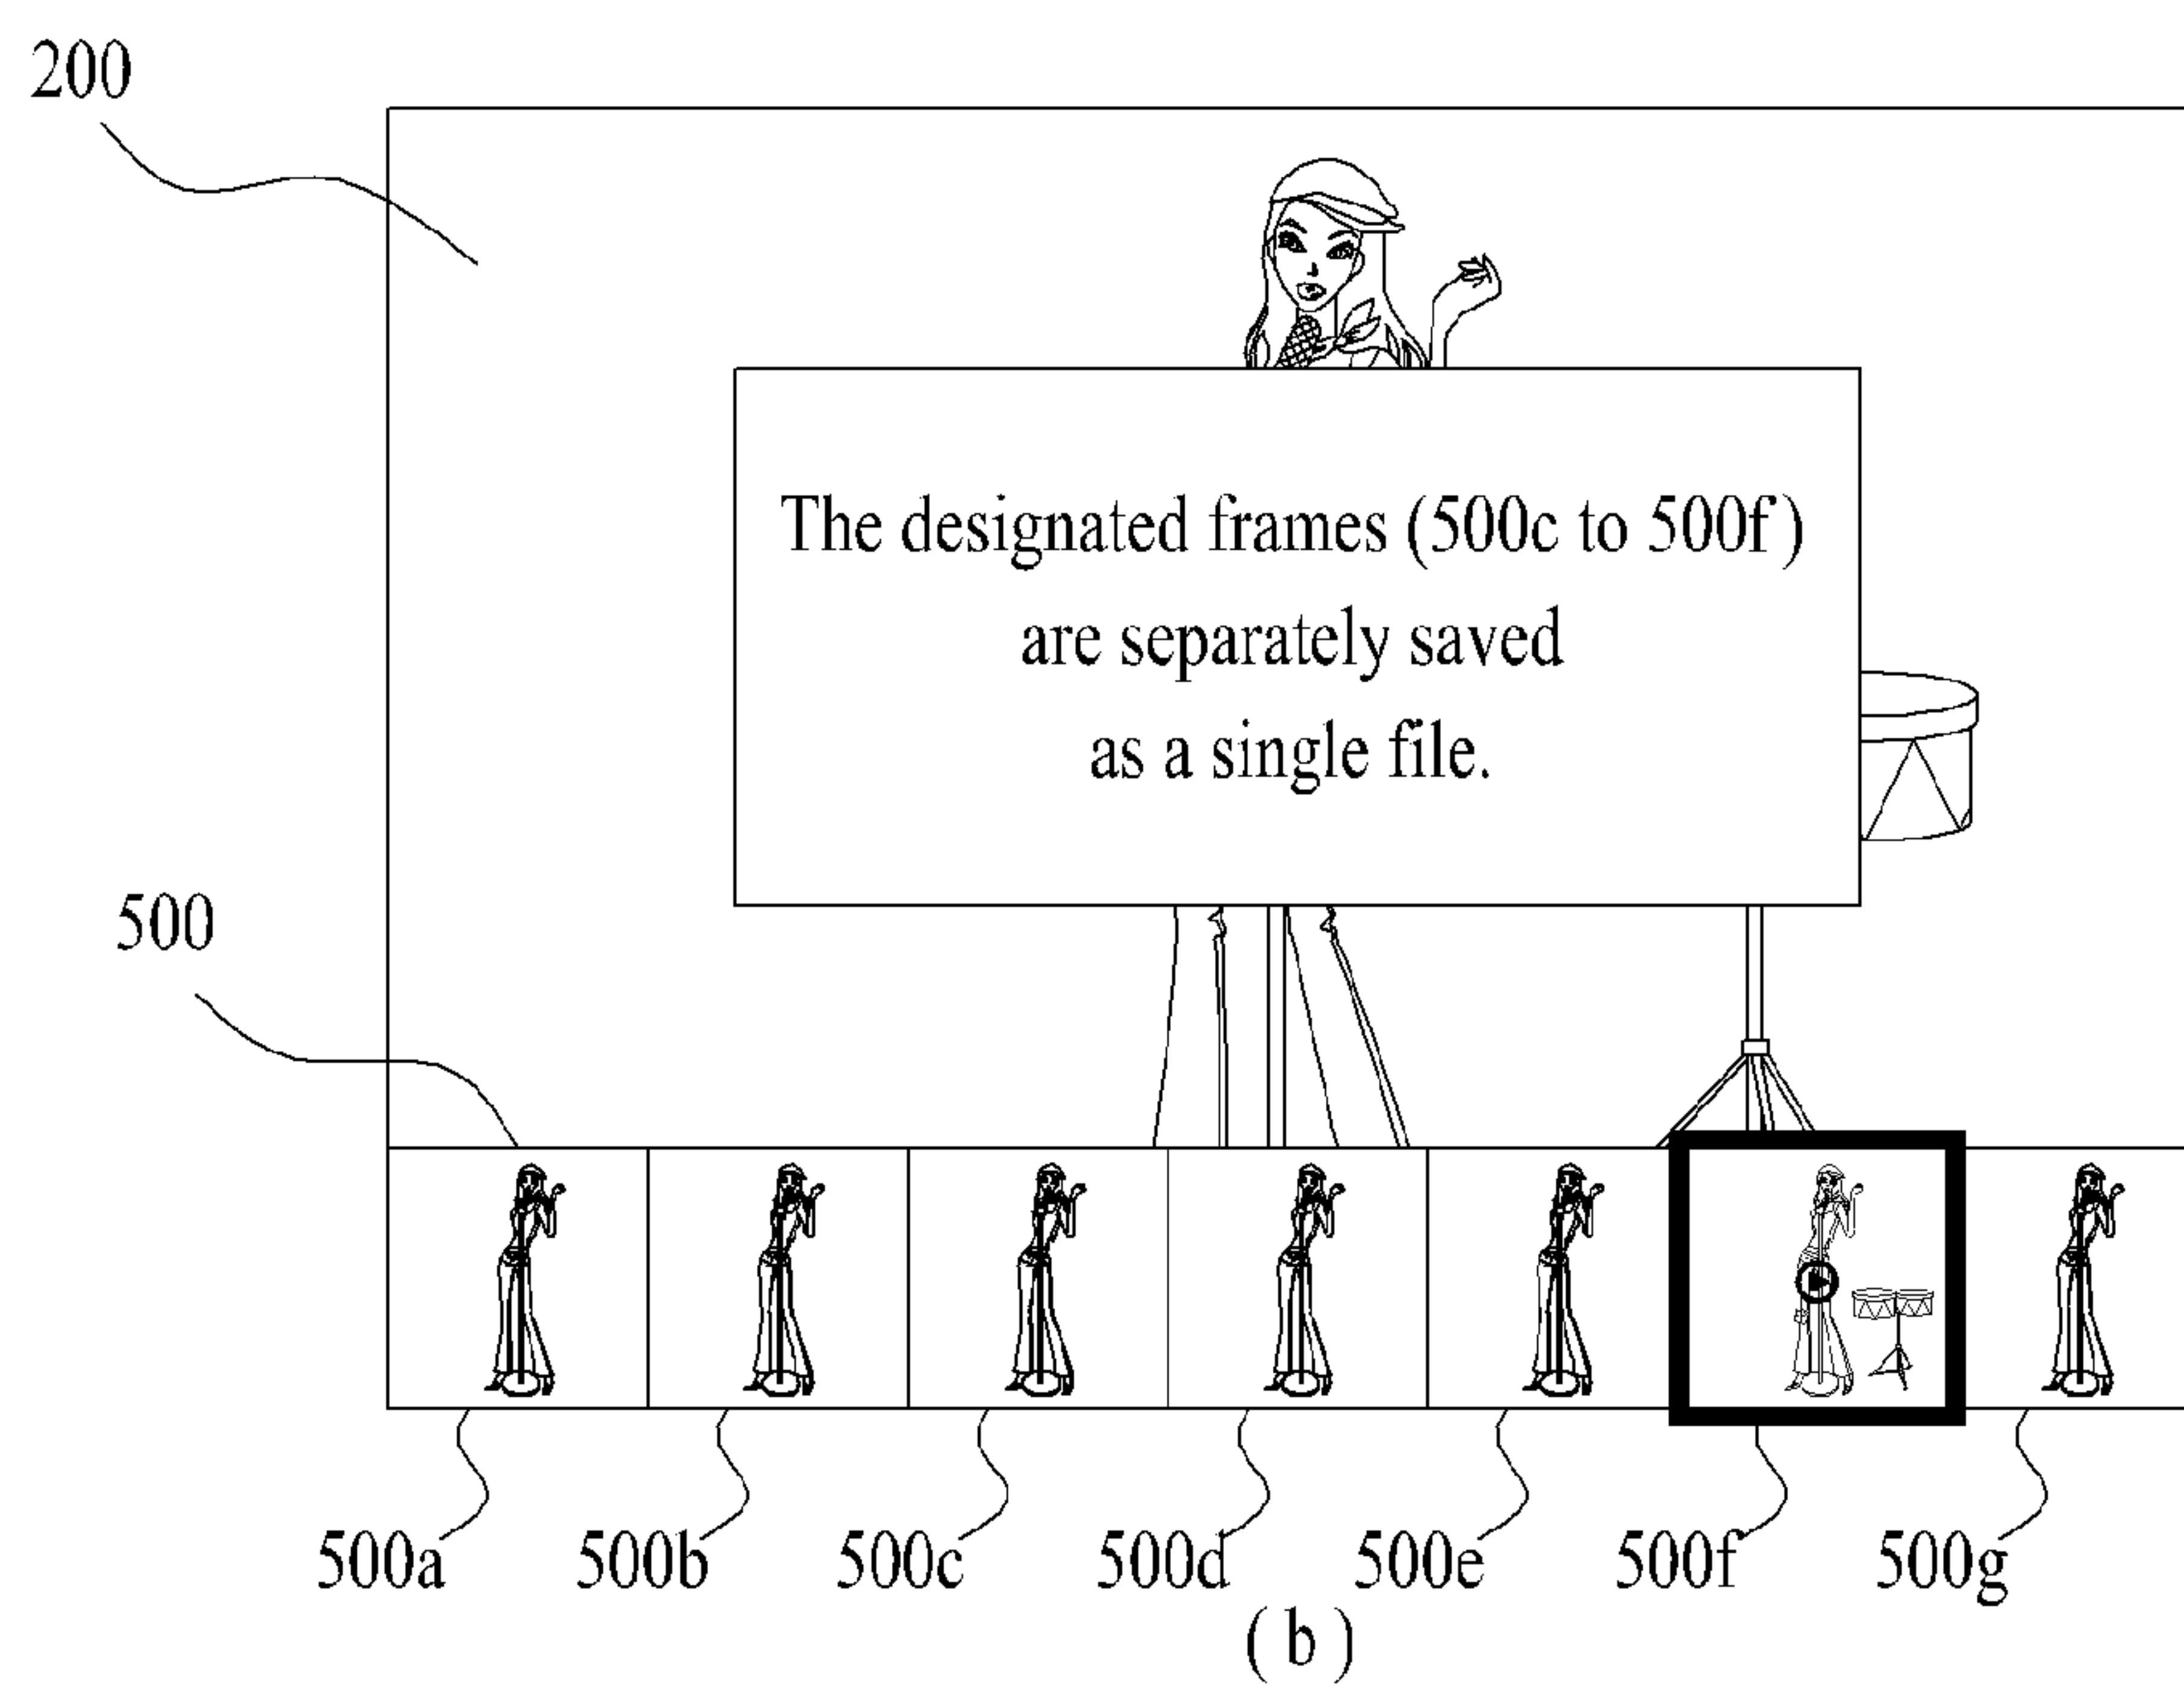 200
The designated frames (500c to 500f)
are separately saved
as a single file.
500
500a 500b 500c 500d 500e 500f 500g
(b)